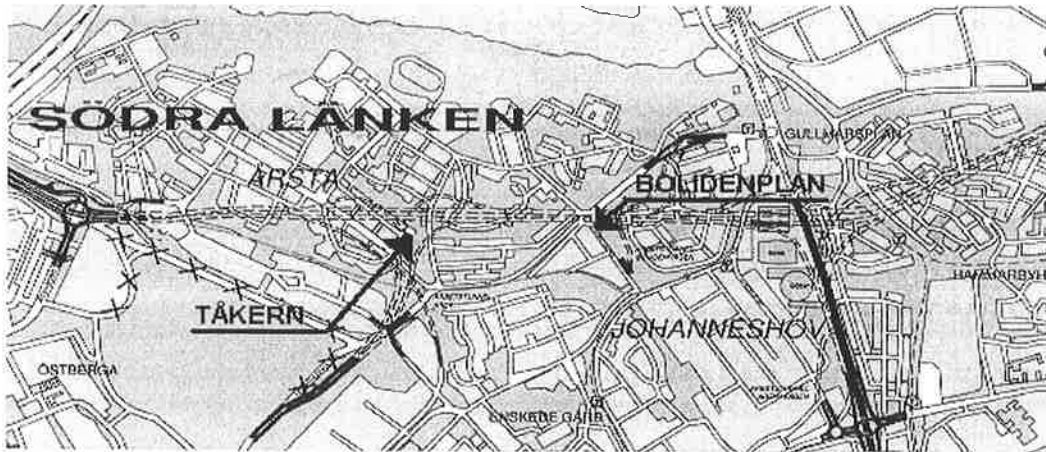 SÖDRA LÄNKEN
GULLMARSPLAN
ÅRSTA
BOLIDENPLAN
TÅKERN
JOHANNESHOV
ÖSTBERGA
ENSKEDE GÅRD